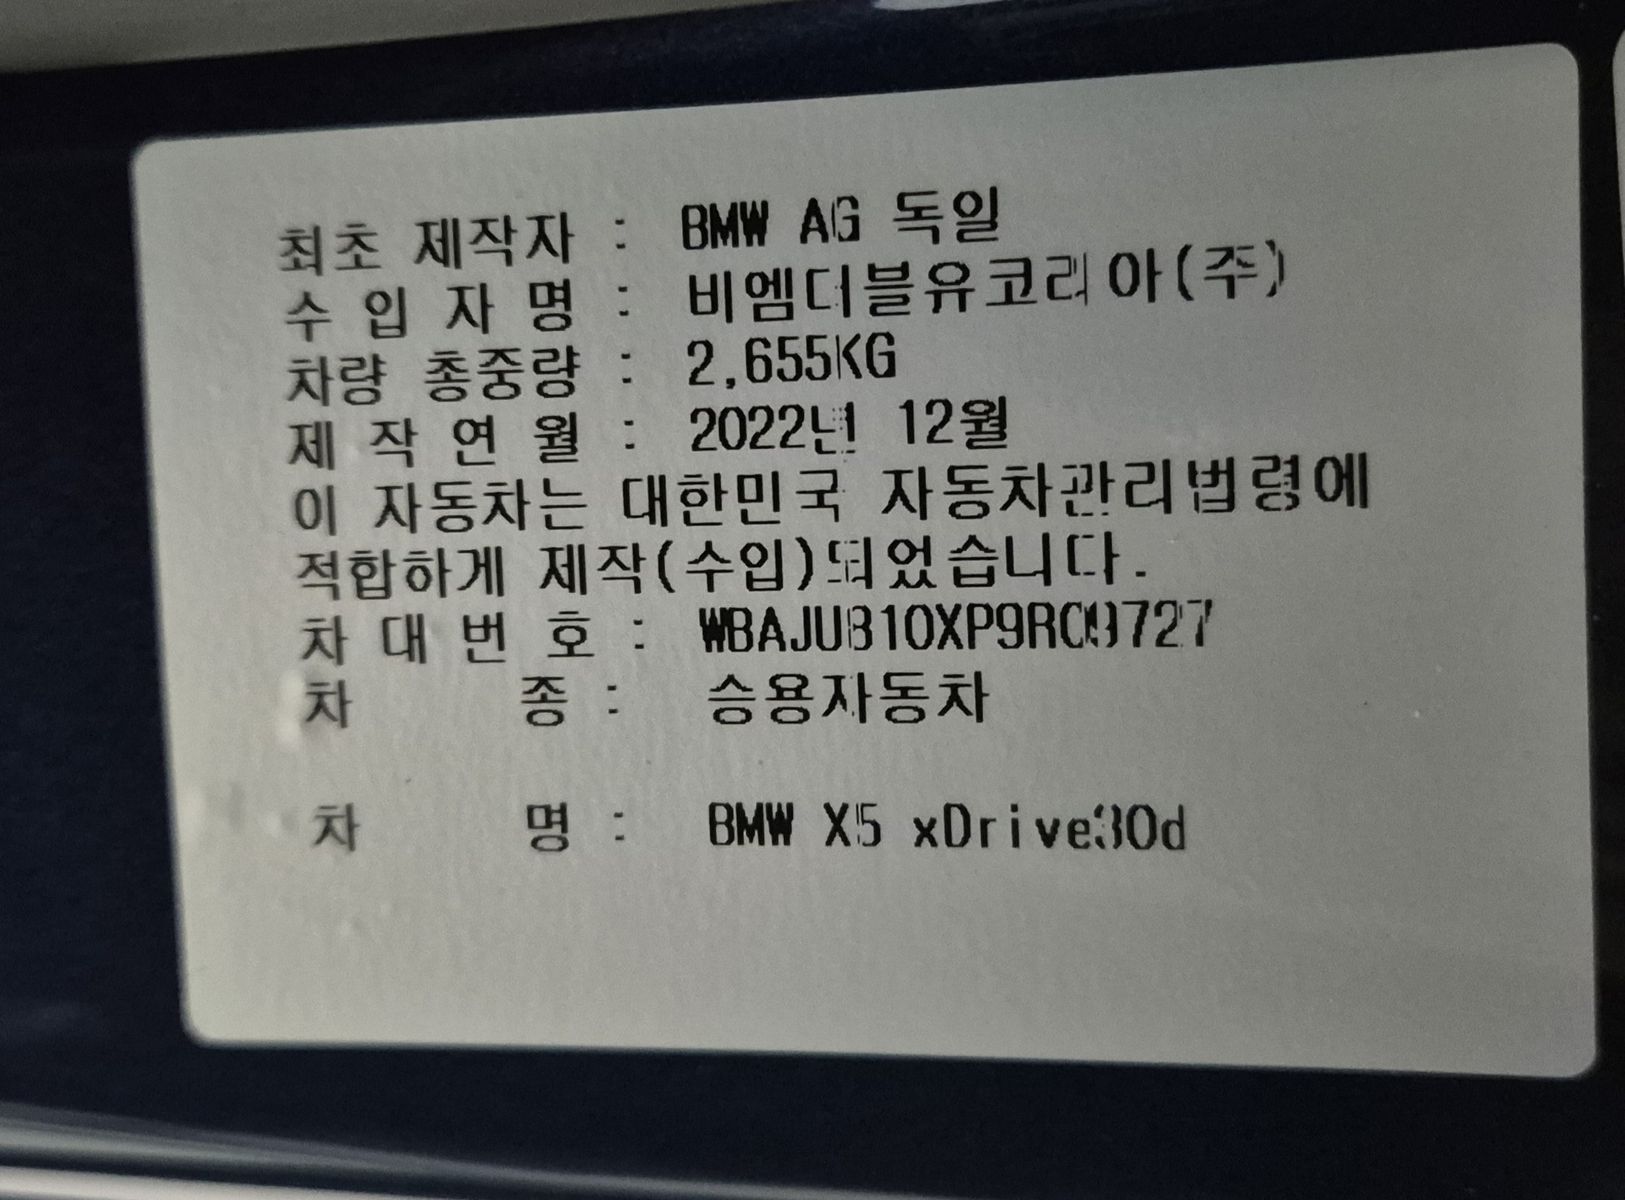 최초 제작자 : BMW AG 독일
수 입 자 명 : 비엠더블유코리아(주)
차량 총중량 : 2,655KG
제 작 연 월 : 2022년 12월
이 자동차는 대한민국 자동차관리법령에
적합하게 제작(수입)되었습니다.
차 대 번 호 :
차 종 : 승용자동차
차 명 : BMW X5 xDrive30d